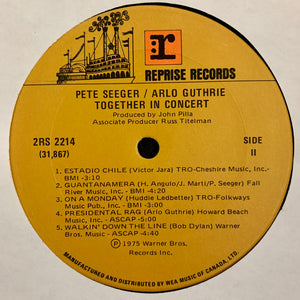 r
REPRISE RECORDS
PETE SEEGER / ARLO GUTHRIE
TOGETHER IN CONCERT
Produced by John Pilla
Associate Producer Russ Titelman
2RS 2214
(31,867)
SIDE
II
1. ESTADIO CHILE (Victor Jara) TRO-Cheshire Music, Inc.-
BMI -3:10
2. GUANTANAMERA (H. Angulo/J. Marti/P. Seeger) Fall
River Music, Inc. - BMI-4:20
3. ON A MONDAY (Huddie Ledbetter) TRO-Folkways
Music Pub., Inc. - BMI - 3:00
4. PRESIDENTIAL RAG (Arlo Guthrie) Howard Beach
Music, Inc. - ASCAP - 5:00
5. WALKIN' DOWN THE LINE (Bob Dylan) Warner
Bros. Music - ASCAP 4:40
℗ 1975 Warner Bros.
Records Inc.
MANUFACTURED AND DISTRIBUTED BY WEA MUSIC OF CANADA, LTD.